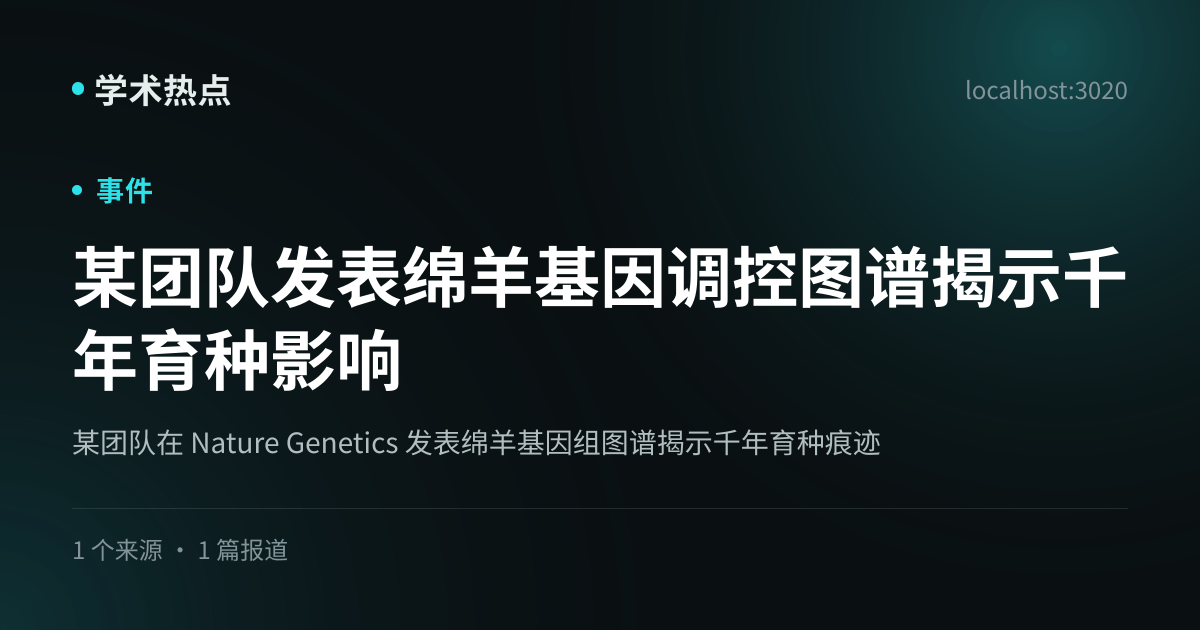 学术热点
localhost:3020
事件
某团队发表绵羊基因调控图谱揭示千
年育种影响
某团队在 Nature Genetics 发表绵羊基因组图谱揭示千年育种痕迹
1 个来源 · 1 篇报道